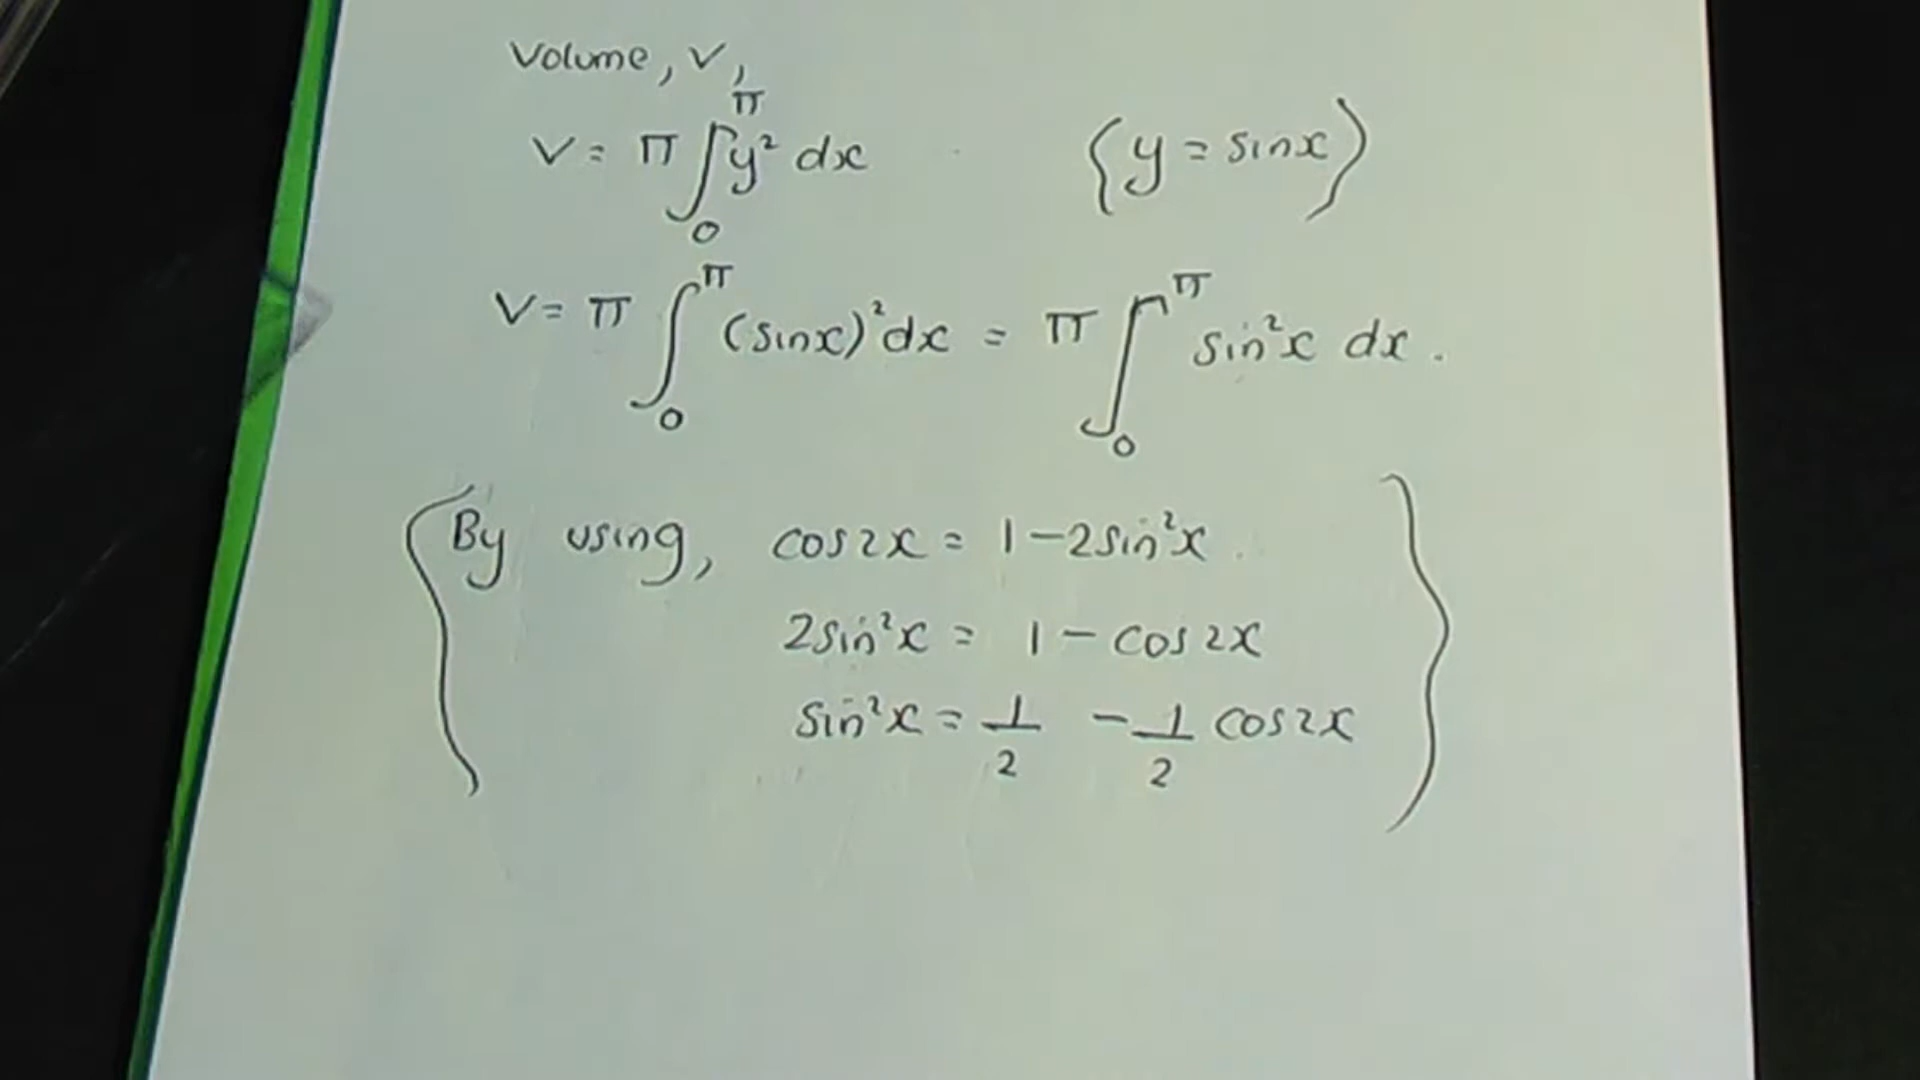 Volume, V,
V = π ∫₀^π y² dx {y = sinx}
V = π ∫₀^π (sinx)² dx = π ∫₀^π sin²x dx.
{By using, cos2x = 1 - 2sin²x
2sin²x = 1 - cos2x
sin²x = 1/2 - 1/2 cos2x}